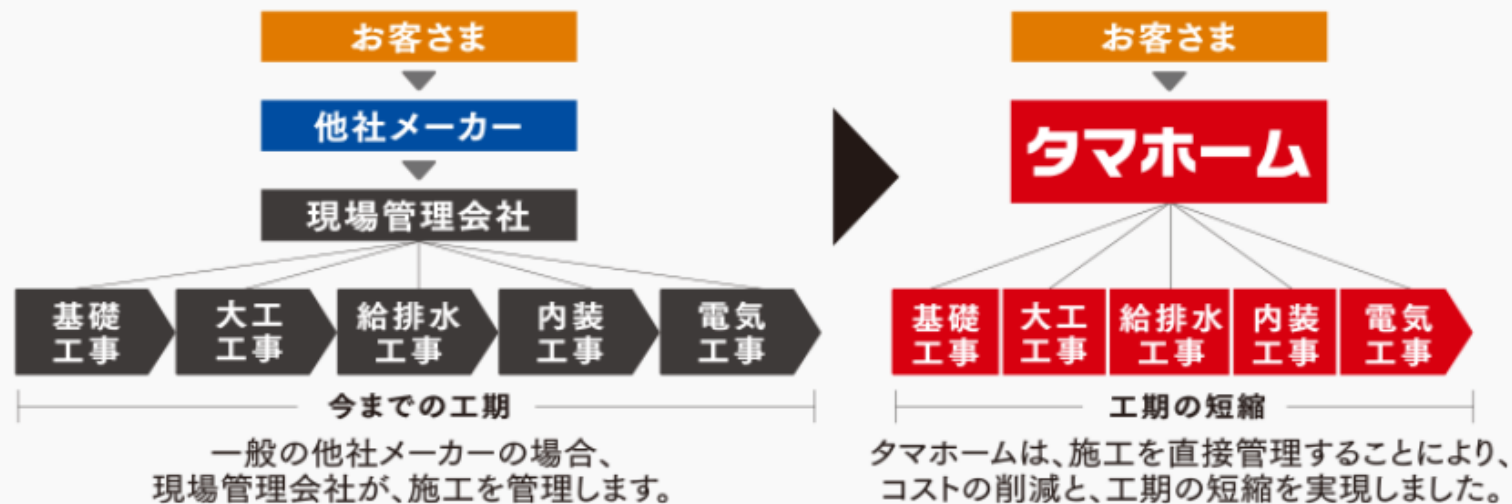 お客さま
他社メーカー
現場管理会社
基礎
工事
大工
工事
給排水
工事
内装
工事
電気
工事
今までの工期
一般の他社メーカーの場合、
現場管理会社が、施工を管理します。
お客さま
タマホーム
基礎
工事
大工
工事
給排水
工事
内装
工事
電気
工事
工期の短縮
タマホームは、施工を直接管理することにより、
コストの削減と、工期の短縮を実現しました。